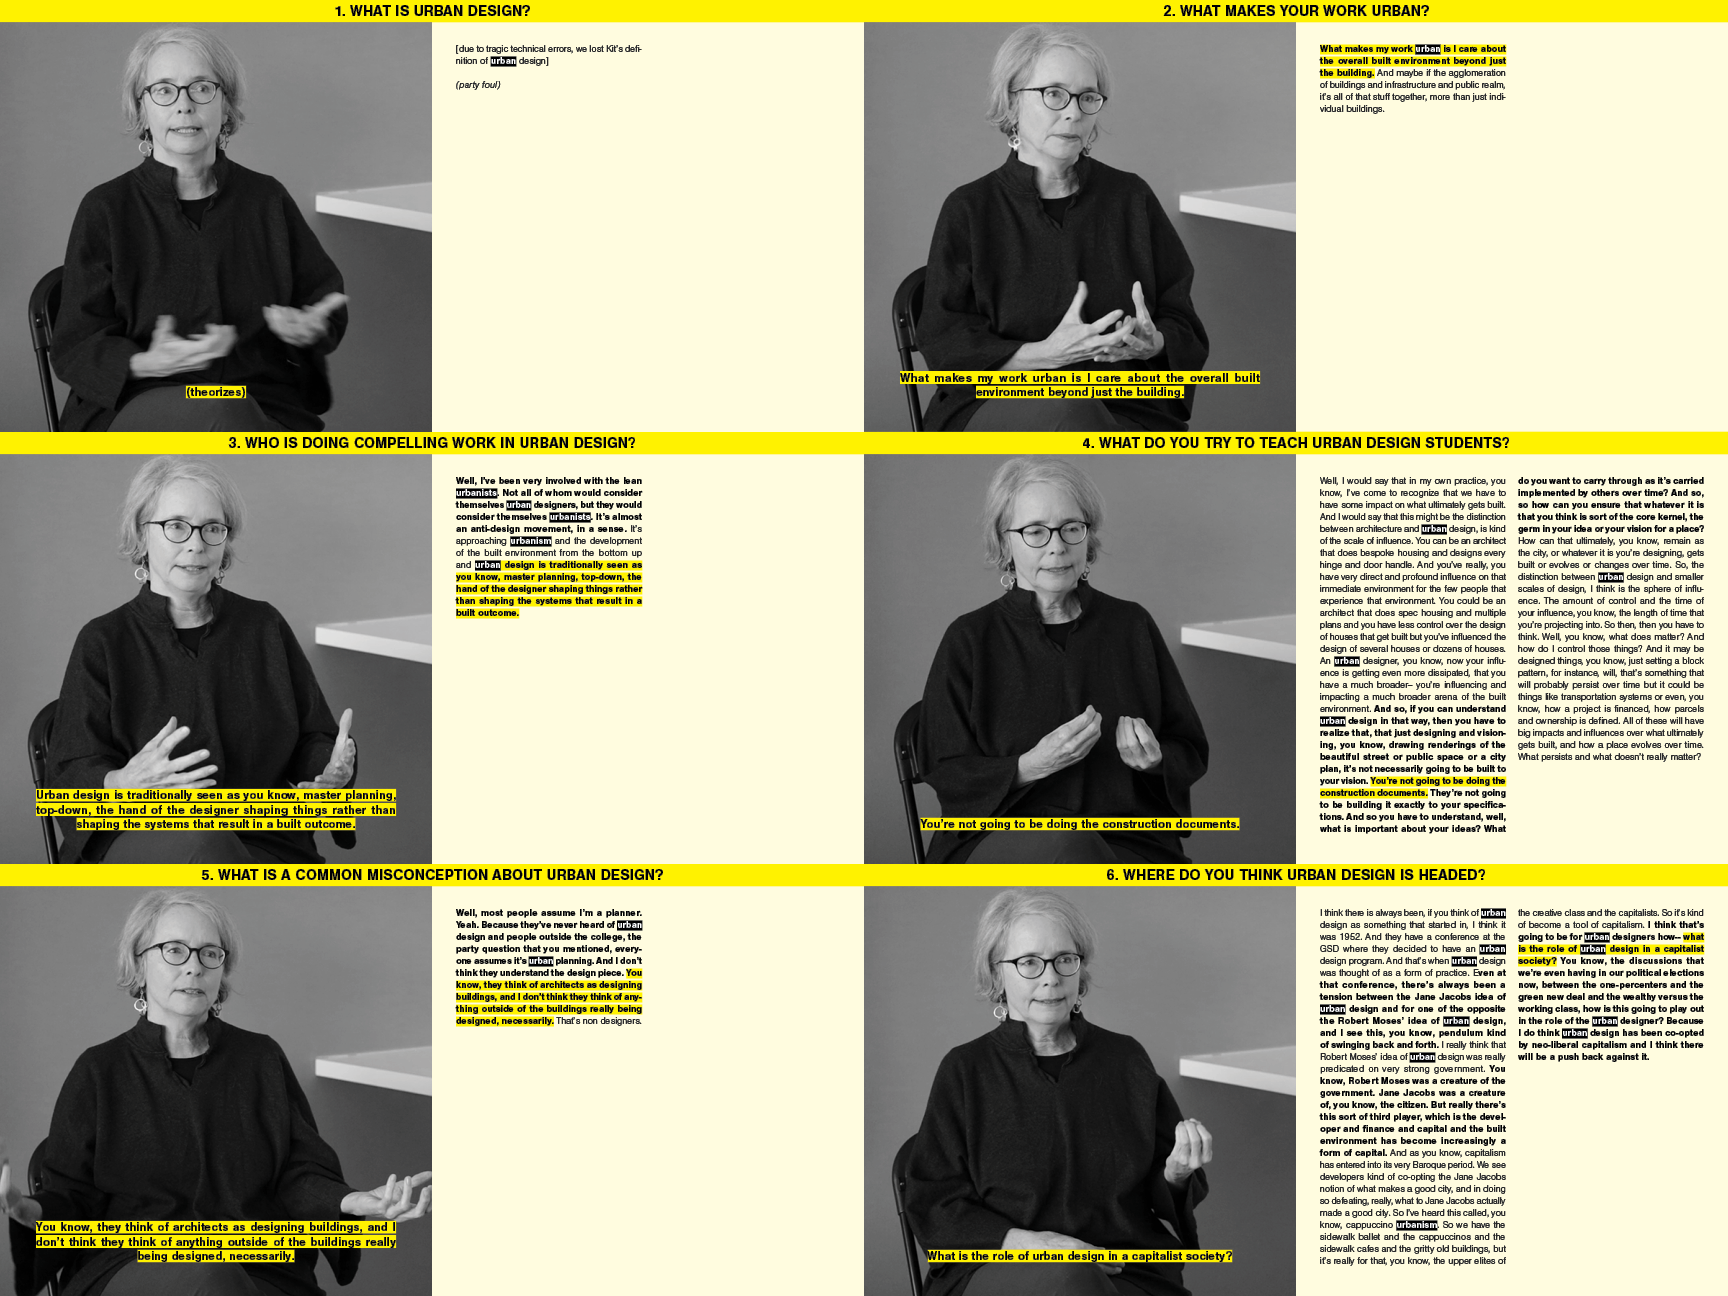 1. WHAT IS URBAN DESIGN?
[due to tragic technical errors, we lost Kit's defi-
nition of urban design]
(party foul)
(theorizes)
2. WHAT MAKES YOUR WORK URBAN?
What makes my work urban is I care about
the overall built environment beyond just
the building. And maybe if the agglomeration
of buildings and infrastructure and public realm,
it's all of that stuff together, more than just indi-
vidual buildings.
What makes my work urban is I care about the overall built
environment beyond just the building.
3. WHO IS DOING COMPELLING WORK IN URBAN DESIGN?
Well, I've been very involved with the lean
urbanists. Not all of whom would consider
themselves urban designers, but they would
consider themselves urbanists. It's almost
an anti-design movement, in a sense. It's
approaching urbanism and the development
of the built environment from the bottom up
and urban design is traditionally seen as
you know, master planning, top-down, the
hand of the designer shaping things rather
than shaping the systems that result in a
built outcome.
Urban design is traditionally seen as you know, master planning,
top-down, the hand of the designer shaping things rather than
shaping the systems that result in a built outcome.
4. WHAT DO YOU TRY TO TEACH URBAN DESIGN STUDENTS?
Well, I would say that in my own practice, you
know, I've come to recognize that we have to
have some impact on what ultimately gets built.
And I would say that this might be the distinction
between architecture and urban design, is kind
of the scale of influence. You can be an architect
that does bespoke housing and designs every
hinge and door handle. And you've really, you
have very direct and profound influence on that
immediate environment for the few people that
experience that environment. You could be an
architect that does spec housing and multiple
plans and you have less control over the design
of houses that get built but you've influenced the
design of several houses or dozens of houses.
An urban designer, you know, now your influ-
ence is getting even more dissipated, that you
have a much broader– you're influencing and
impacting a much broader arena of the built
environment. And so, if you can understand
urban design in that way, then you have to
realize that, that just designing and vision-
ing, you know, drawing renderings of the
beautiful street or public space or a city
plan, it's not necessarily going to be built to
your vision. You're not going to be doing the
construction documents. They're not going
to be building it exactly to your specifica-
tions. And so you have to understand, well,
what is important about your ideas? What
do you want to carry through as it's carried
implemented by others over time? And so,
so how can you ensure that whatever it is
that you think is sort of the core kernel, the
germ in your idea or your vision for a place?
How can that ultimately, you know, remain as
the city, or whatever it is you're designing, gets
built or evolves or changes over time. So, the
distinction between urban design and smaller
scales of design, I think is the sphere of influ-
ence. The amount of control and the time of
your influence, you know, the length of time that
you're projecting into. So then, then you have to
think. Well, you know, what does matter? And
how do I control those things? And it may be
designed things, you know, just setting a block
pattern, for instance, will, that's something that
will probably persist over time but it could be
things like transportation systems or even, you
know, how a project is financed, how parcels
and ownership is defined. All of these will have
big impacts and influences over what ultimately
gets built, and how a place evolves over time.
What persists and what doesn't really matter?
You're not going to be doing the construction documents.
5. WHAT IS A COMMON MISCONCEPTION ABOUT URBAN DESIGN?
Well, most people assume I'm a planner.
Yeah. Because they've never heard of urban
design and people outside the college, the
party question that you mentioned, every-
one assumes it's urban planning. And I don't
think they understand the design piece. You
know, they think of architects as designing
buildings, and I don't think they think of any-
thing outside of the buildings really being
designed, necessarily. That's non designers.
You know, they think of architects as designing buildings, and I
don't think they think of anything outside of the buildings really
being designed, necessarily.
6. WHERE DO YOU THINK URBAN DESIGN IS HEADED?
I think there is always been, if you think of urban
design as something that started in, I think it
was 1952. And they have a conference at the
GSD where they decided to have an urban
design program. And that's when urban design
was thought of as a form of practice. Even at
that conference, there's always been a
tension between the Jane Jacobs idea of
urban design and for one of the opposite
the Robert Moses' idea of urban design,
and I see this, you know, pendulum kind
of swinging back and forth. I really think that
Robert Moses' idea of urban design was really
predicated on very strong government. You
know, Robert Moses was a creature of the
government. Jane Jacobs was a creature
of, you know, the citizen. But really there's
this sort of third player, which is the devel-
oper and finance and capital and the built
environment has become increasingly a
form of capital. And as you know, capitalism
has entered into its very Baroque period. We see
developers kind of co-opting the Jane Jacobs
notion of what makes a good city, and in doing
so defeating, really, what to Jane Jacobs actually
made a good city. So I've heard this called, you
know, cappuccino urbanism. So we have the
sidewalk ballet and the cappuccinos and the
sidewalk cafes and the gritty old buildings, but
it's really for that, you know, the upper elites of
the creative class and the capitalists. So it's kind
of become a tool of capitalism. I think that's
going to be for urban designers how– what
is the role of urban design in a capitalist
society? You know, the discussions that
we're even having in our political elections
now, between the one-percenters and the
green new deal and the wealthy versus the
working class, how is this going to play out
in the role of the urban designer? Because
I do think urban design has been co-opted
by neo-liberal capitalism and I think there
will be a push back against it.
What is the role of urban design in a capitalist society?